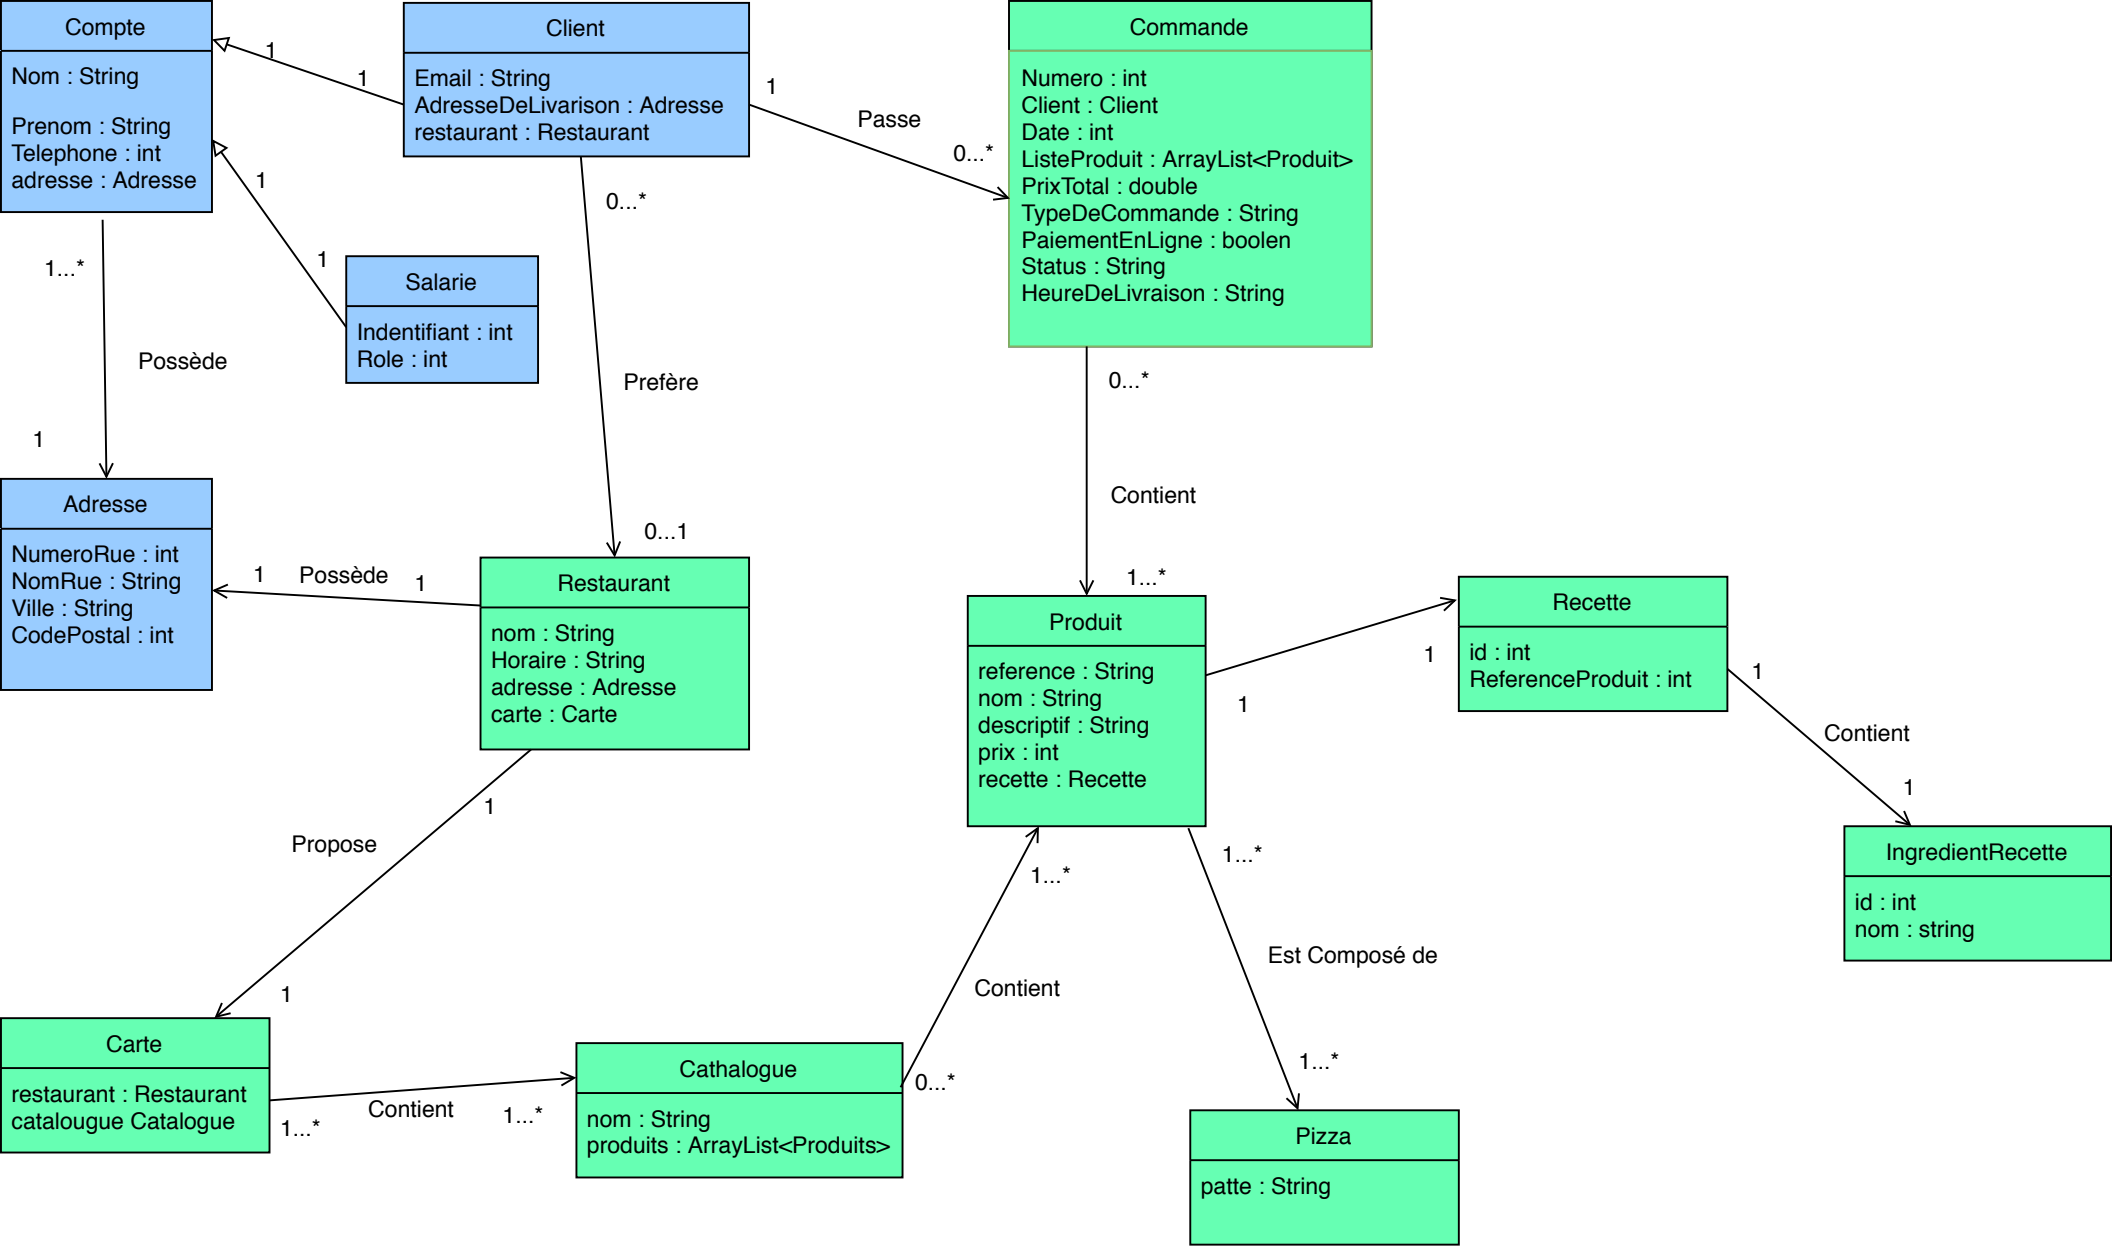 Compte
Nom : String
Prenom : String
Telephone : int
adresse : Adresse
1
1
Client
Email : String
AdresseDeLivarison : Adresse
restaurant : Restaurant
1
Passe
0...*
Commande
Numero : int
Client : Client
Date : int
ListeProduit : ArrayList<Produit>
PrixTotal : double
TypeDeCommande : String
PaiementEnLigne : boolen
Status : String
HeureDeLivraison : String
1
1
Salarie
Indentifiant : int
Role : int
1...*
Possède
1
0...*
Prefère
0...1
0...*
Contient
1...*
Adresse
NumeroRue : int
NomRue : String
Ville : String
CodePostal : int
1
Possède
1
Restaurant
nom : String
Horaire : String
adresse : Adresse
carte : Carte
Produit
reference : String
nom : String
descriptif : String
prix : int
recette : Recette
1
1
Recette
id : int
ReferenceProduit : int
1
Contient
1
IngredientRecette
id : int
nom : string
1
Propose
1
1...*
Contient
0...*
1...*
Est Composé de
1...*
Carte
restaurant : Restaurant
catalougue Catalogue
1...*
Contient
1...*
Cathalogue
nom : String
produits : ArrayList<Produits>
Pizza
patte : String